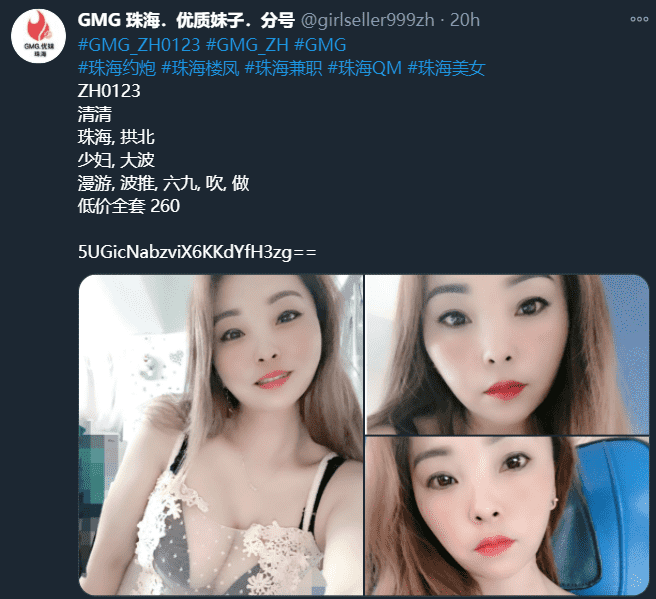 GMG 珠海．优质妹子．分号 @girlseller999zh · 20h
GMG.优妹
珠海
#GMG_ZH0123 #GMG_ZH #GMG
#珠海约炮 #珠海楼凤 #珠海兼职 #珠海QM #珠海美女
ZH0123
清清
珠海, 拱北
少妇, 大波
漫游, 波推, 六九, 吹, 做
低价全套 260
5UGicNabzviX6KKdYfH3zg==